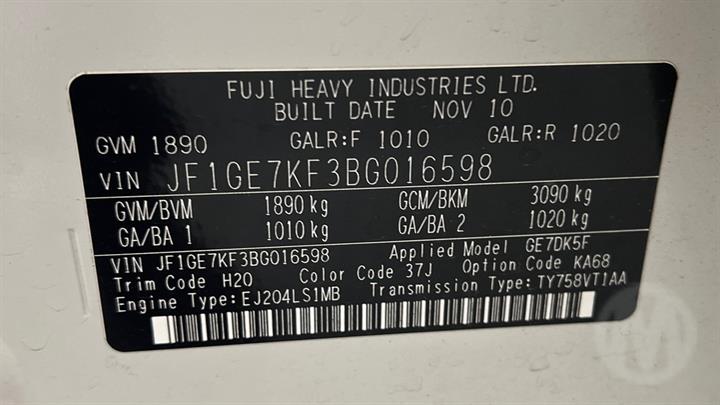 FUJI HEAVY INDUSTRIES LTD.
BUILT DATE NOV 10
GVM 1890 GALR:F 1010 GALR:R 1020
VIN JF1GE7KF3BG016598
GVM/BVM 1890 kg GCM/BKM 3090 kg
GA/BA 1 1010 kg GA/BA 2 1020 kg
VIN JF1GE7KF3BG016598 Applied Model GE7DK5F
Trim Code H20 Color Code 37J Option Code KA68
Engine Type:EJ204LS1MB Transmission Type:TY758VT1AA